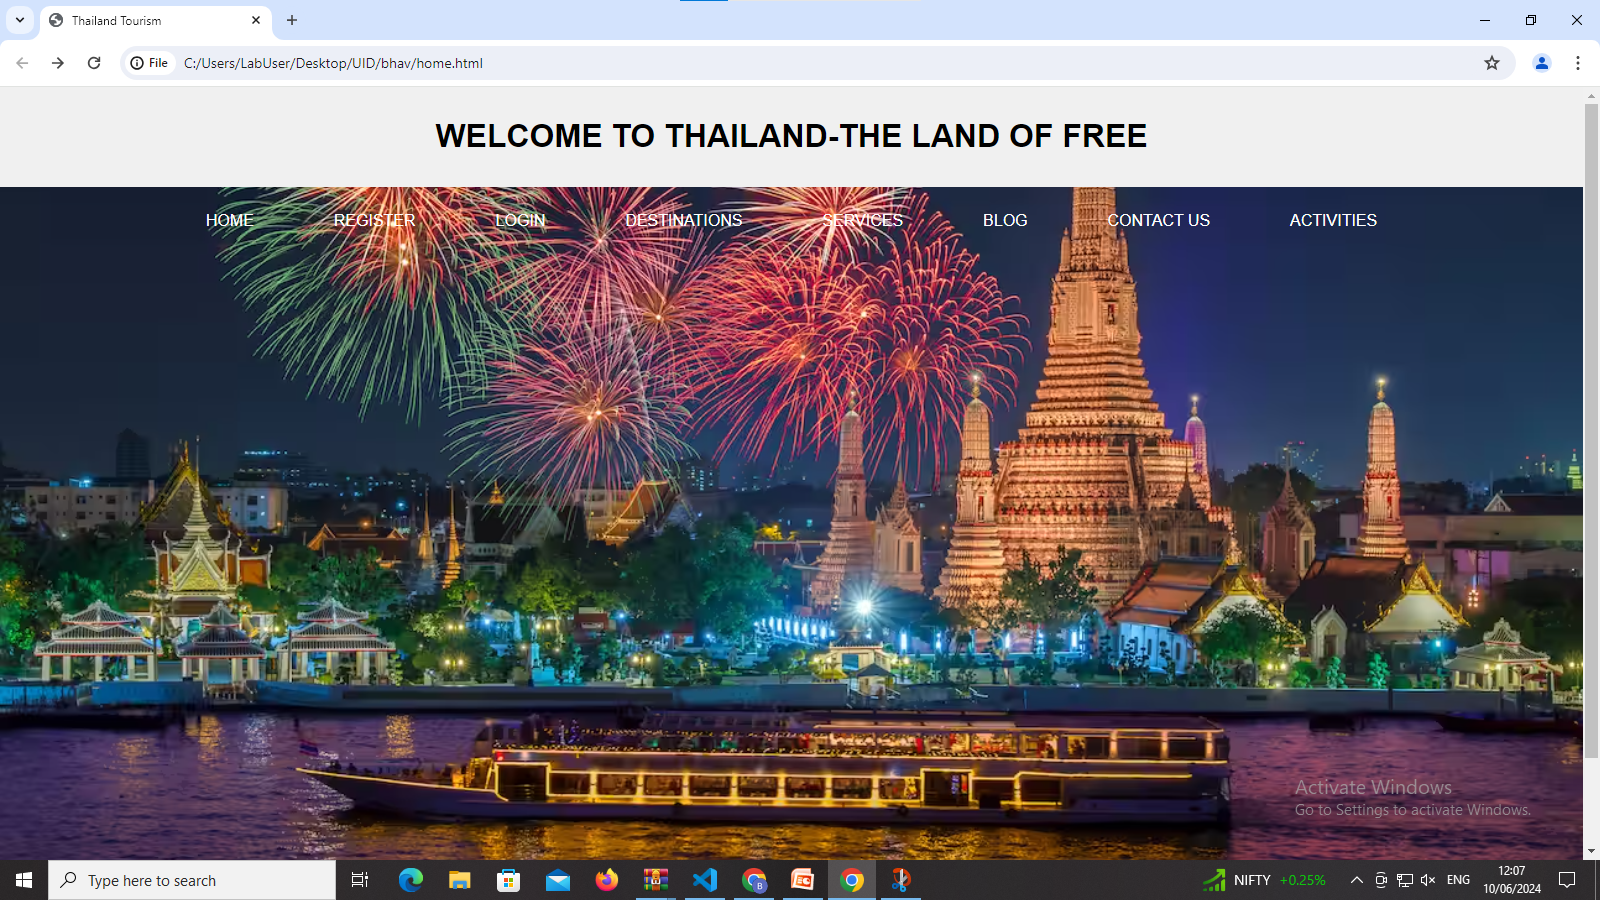 Thailand Tourism
File
C:/Users/LabUser/Desktop/UID/bhav/home.html
WELCOME TO THAILAND-THE LAND OF FREE
HOME REGISTER LOGIN DESTINATIONS SERVICES BLOG CONTACT US ACTIVITIES
Activate Windows
Go to Settings to activate Windows.
Type here to search
B
NIFTY +0.25%
ENG
12:07
10/06/2024